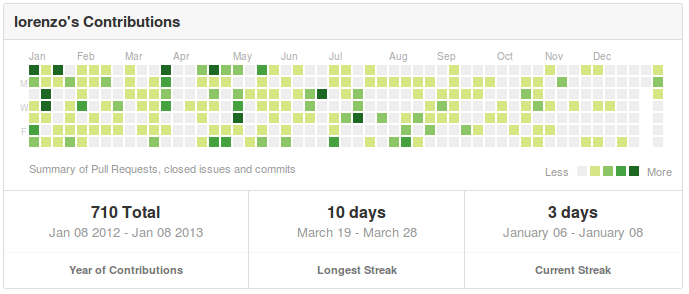 lorenzo's Contributions
Jan Feb Mar Apr May Jun Jul Aug Sep Oct Nov Dec
M
W
F
Summary of Pull Requests, closed issues and commits
Less More
710 Total 10 days 3 days
Jan 08 2012 - Jan 08 2013 March 19 - March 28 January 06 - January 08
Year of Contributions Longest Streak Current Streak